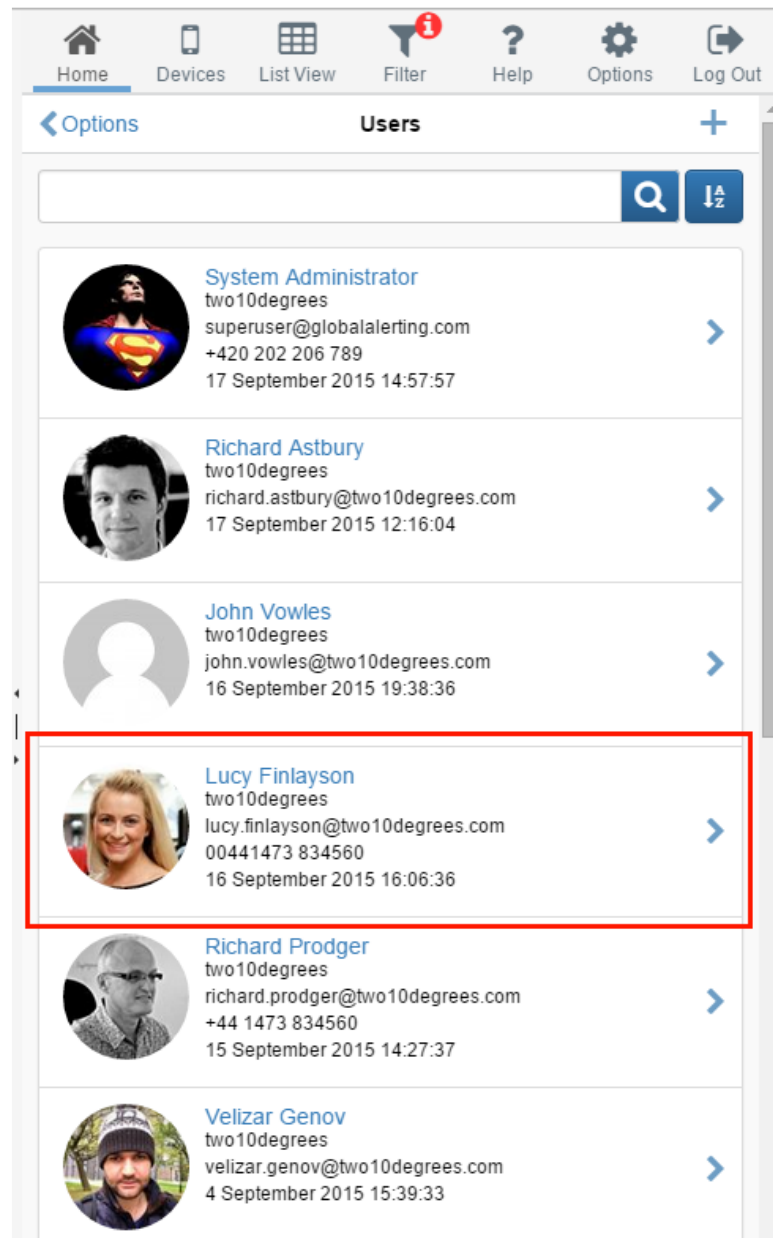 Home Devices List View Filter Help Options Log Out
Options Users +
System Administrator
two10degrees
superuser@globalalerting.com
+420 202 206 789
17 September 2015 14:57:57
Richard Astbury
two10degrees
richard.astbury@two10degrees.com
17 September 2015 12:16:04
John Vowles
two10degrees
john.vowles@two10degrees.com
16 September 2015 19:38:36
Lucy Finlayson
two10degrees
lucy.finlayson@two10degrees.com
00441473 834560
16 September 2015 16:06:36
Richard Prodger
two10degrees
richard.prodger@two10degrees.com
+44 1473 834560
15 September 2015 14:27:37
Velizar Genov
two10degrees
velizar.genov@two10degrees.com
4 September 2015 15:39:33